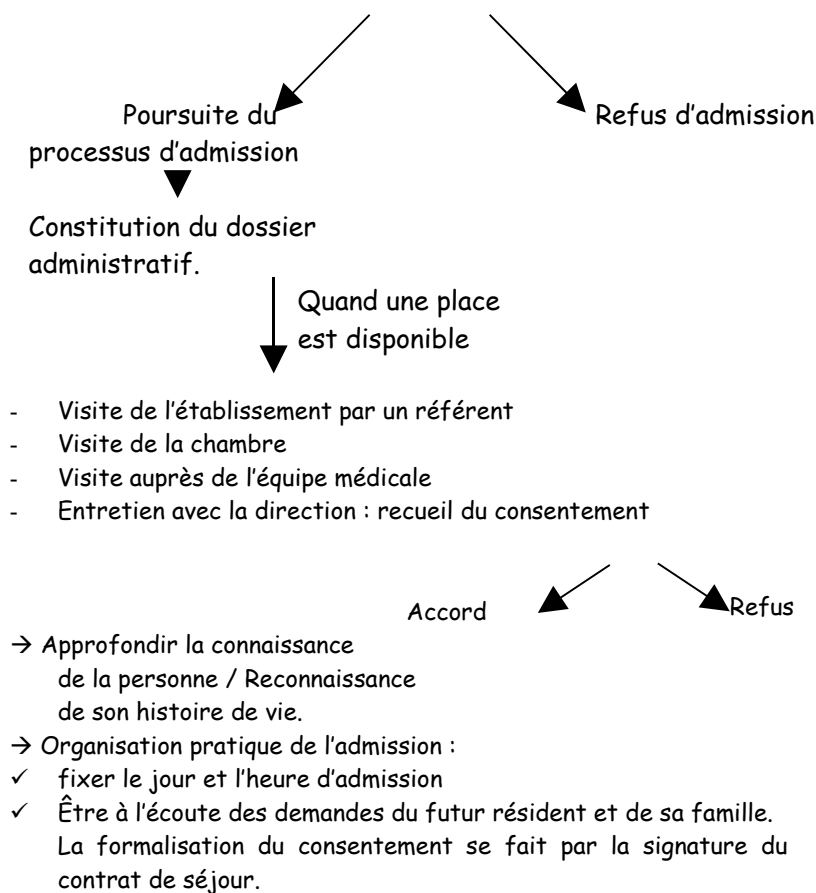 Poursuite du
processus d'admission
Refus d'admission
Constitution du dossier
administratif.
Quand une place
est disponible
- Visite de l'établissement par un référent
- Visite de la chambre
- Visite auprès de l'équipe médicale
- Entretien avec la direction : recueil du consentement
Accord
Refus
→ Approfondir la connaissance
de la personne / Reconnaissance
de son histoire de vie.
→ Organisation pratique de l'admission :
✓ fixer le jour et l'heure d'admission
✓ Être à l'écoute des demandes du futur résident et de sa famille.
La formalisation du consentement se fait par la signature du
contrat de séjour.